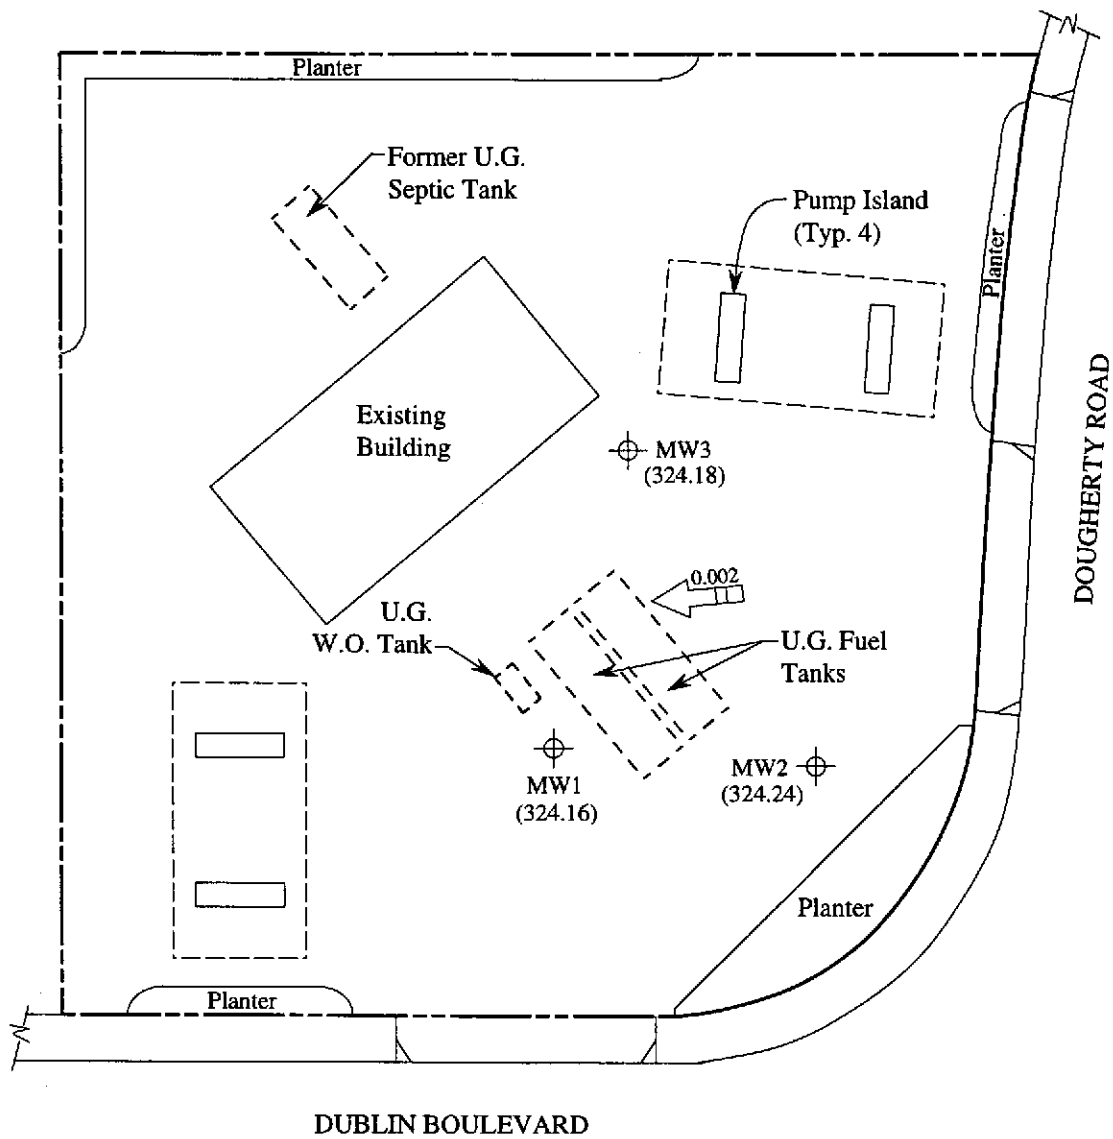 Planter
Former U.G.
Septic Tank
Pump Island
(Typ. 4)
Planter
Existing
Building
MW3
(324.18)
DOUGHERTY ROAD
0.002
U.G.
W.O. Tank
U.G. Fuel
Tanks
MW1
(324.16)
MW2
(324.24)
Planter
Planter
DUBLIN BOULEVARD